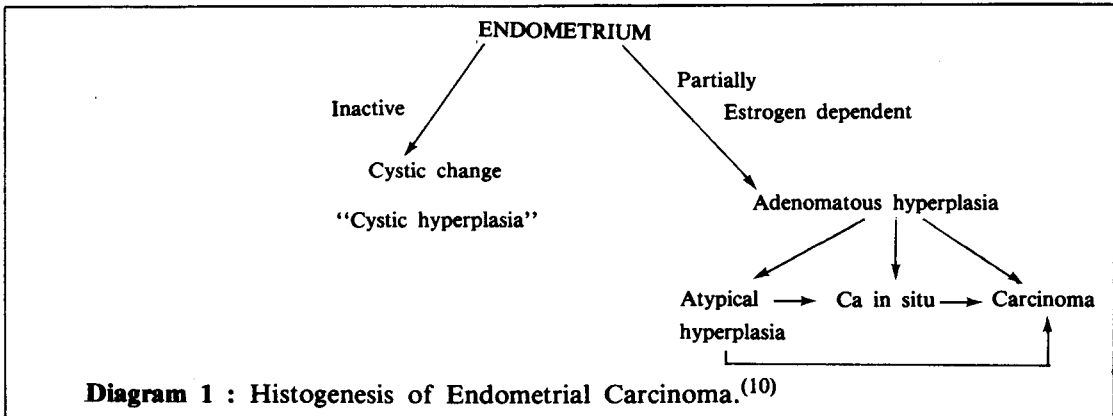 ENDOMETRIUM
Partially
Inactive
Estrogen dependent
Cystic change
Adenomatous hyperplasia
“Cystic hyperplasia”
Atypical Ca in situ Carcinoma
hyperplasia
Diagram 1 : Histogenesis of Endometrial Carcinoma.(10)